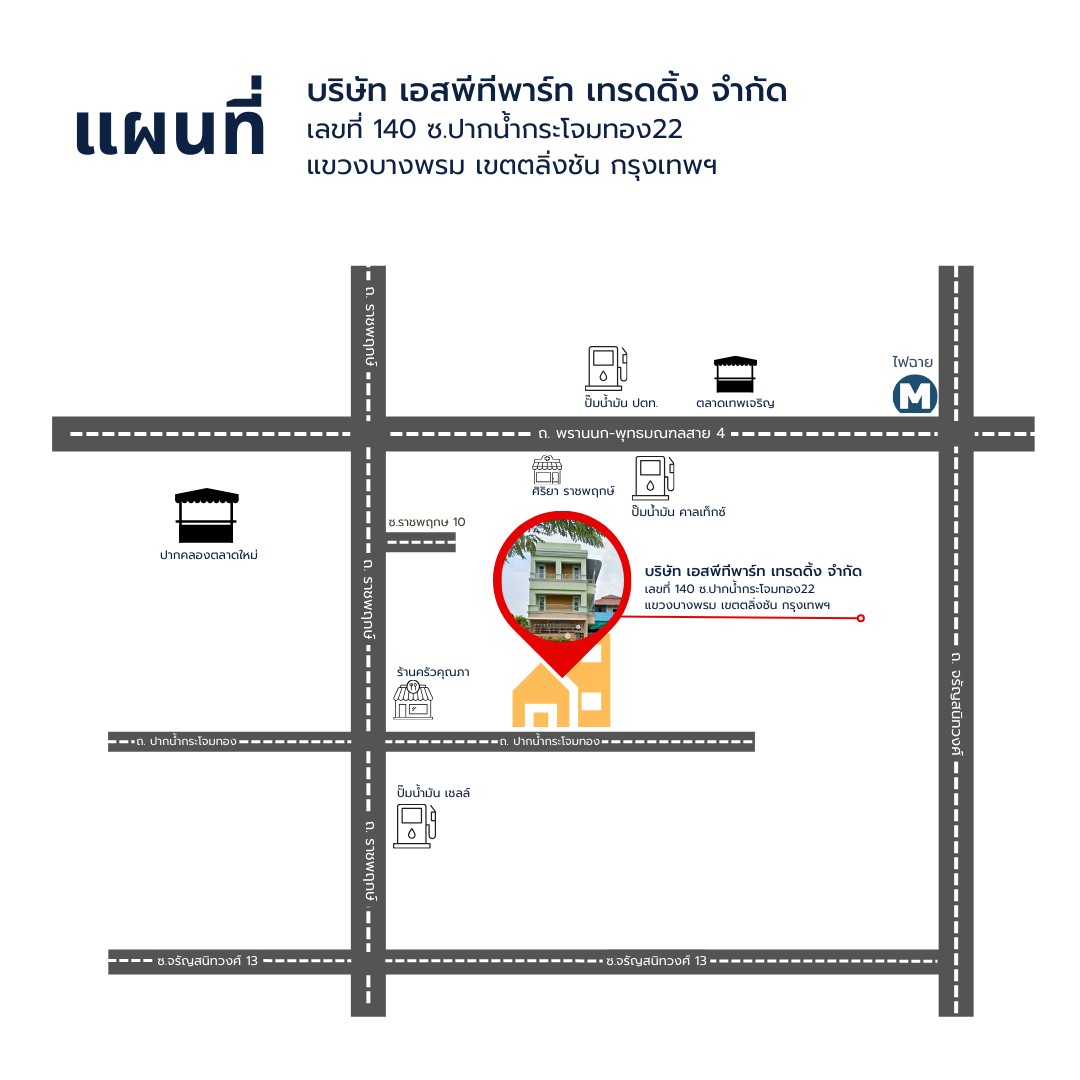 แผนที่
บริษัท เอสพีทีพาร์ท เทรดดิ้ง จำกัด
เลขที่ 140 ซ.ปากน้ำกระโจมทอง22
แขวงบางพรม เขตตลิ่งชัน กรุงเทพฯ
ถ. ราชพฤกษ์
ไฟฉาย
M
ปั๊มน้ำมัน ปตท.
ตลาดเทพเจริญ
ถ. พรานนก-พุทธมณฑลสาย 4
ศิริยา ราชพฤกษ์
ปั๊มน้ำมัน คาลเท็กซ์
ซ.ราชพฤกษ 10
ปากคลองตลาดใหม่
ถ. ราชพฤกษ์
บริษัท เอสพีทีพาร์ท เทรดดิ้ง จำกัด
เลขที่ 140 ซ.ปากน้ำกระโจมทอง22
แขวงบางพรม เขตตลิ่งชัน กรุงเทพฯ
ร้านครัวคุณภา
ถ. จรัญสนิทวงศ์
ถ. ปากน้ำกระโจมทอง
ถ. ปากน้ำกระโจมทอง
ปั๊มน้ำมัน เชลล์
ถ. ราชพฤกษ์
ซ.จรัญสนิทวงศ์ 13
ซ.จรัญสนิทวงศ์ 13